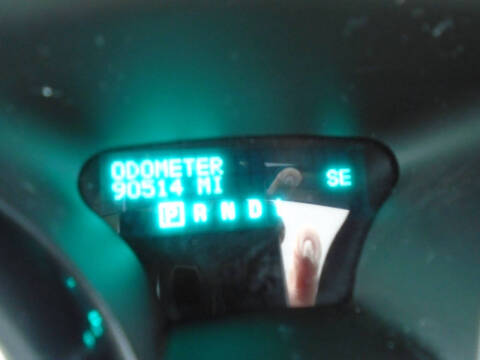 ODOMETER
90514 MI
SE
P R N D